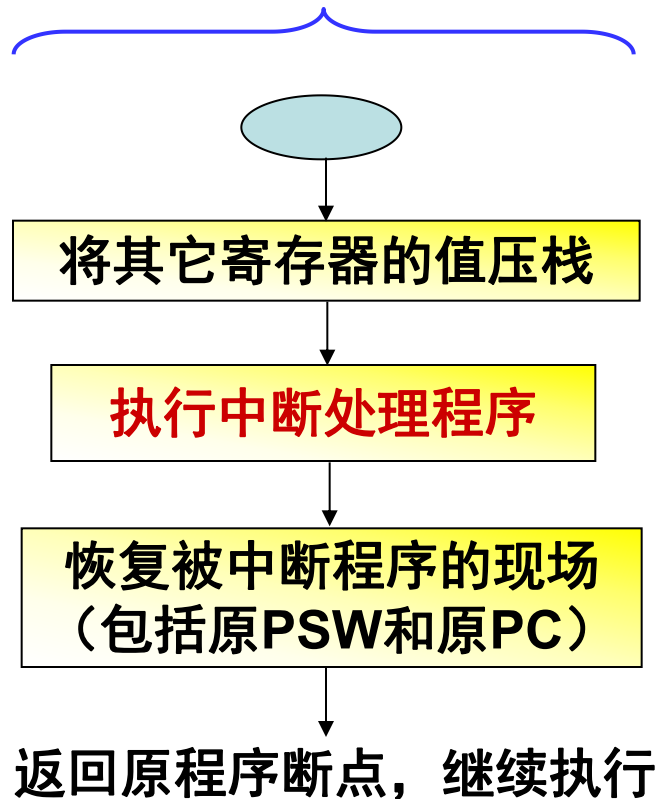 将其它寄存器的值压栈
执行中断处理程序
恢复被中断程序的现场
（包括原PSW和原PC）
返回原程序断点，继续执行